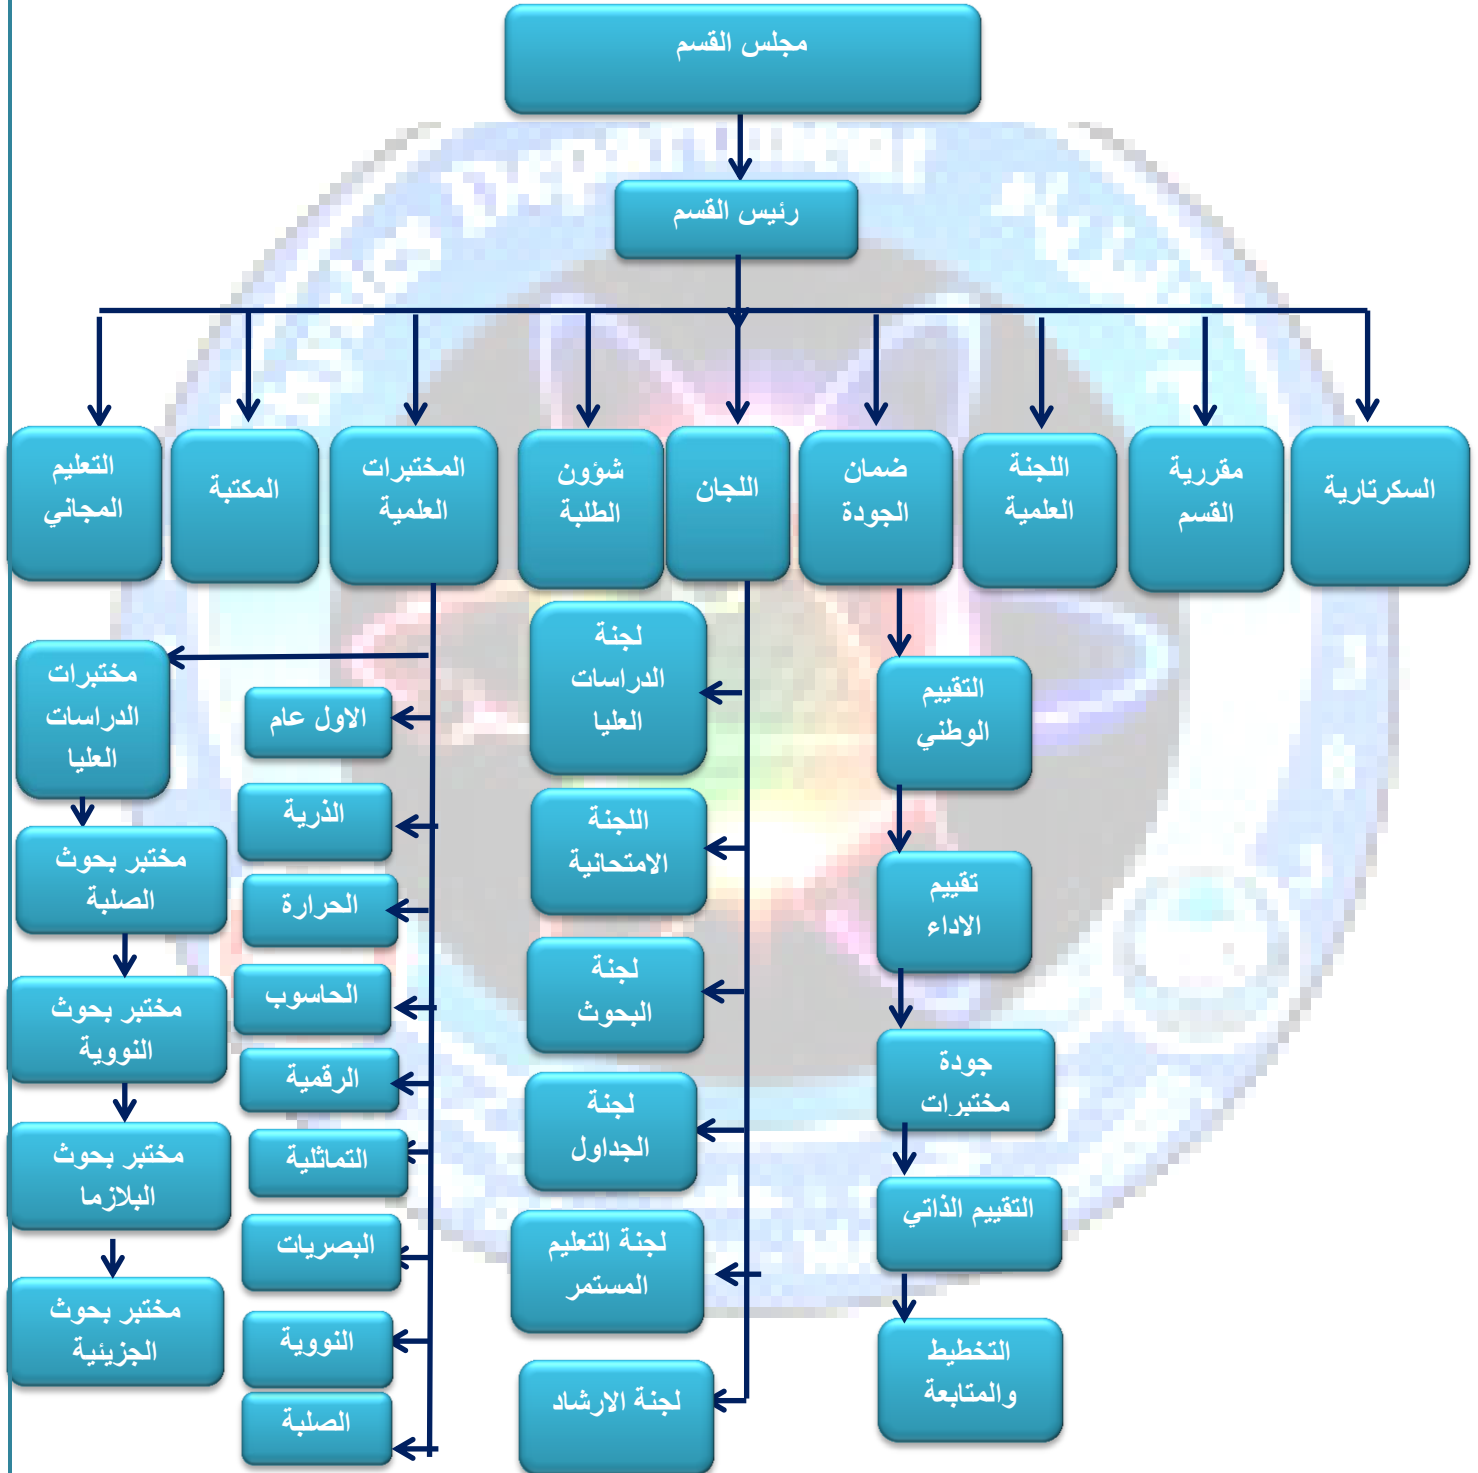 مجلس القسم
رئيس القسم
السكرتارية
مقررية
القسم
اللجنة
العلمية
ضمان
الجودة
اللجان
شؤون
الطلبة
المختبرات
العلمية
المكتبة
التعليم
المجاني
التقييم
الوطني
تقييم
الاداء
جودة
مختبرات
التقييم الذاتي
التخطيط
والمتابعة
لجنة
الدراسات
العليا
اللجنة
الامتحانية
لجنة
البحوث
لجنة
الجداول
لجنة التعليم
المستمر
لجنة الارشاد
الاول عام
الذرية
الحرارة
الحاسوب
الرقمية
التماثلية
البصريات
النووية
الصلبة
مختبرات
الدراسات
العليا
مختبر بحوث
الصلبة
مختبر بحوث
النووية
مختبر بحوث
البلازما
مختبر بحوث
الجزيئية